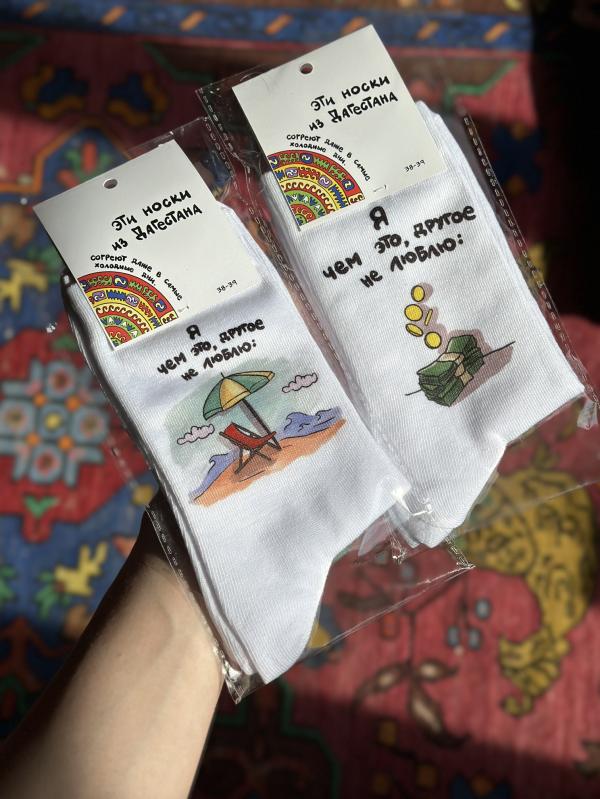 эти носки
из Дагестана
согреют даже в самые
холодные дни.
38-39
Я
чем это, другое
не люблю:
эти носки
из Дагестана
согреют даже в самые
холодные дни.
38-39
Я
чем это, другое
не люблю: